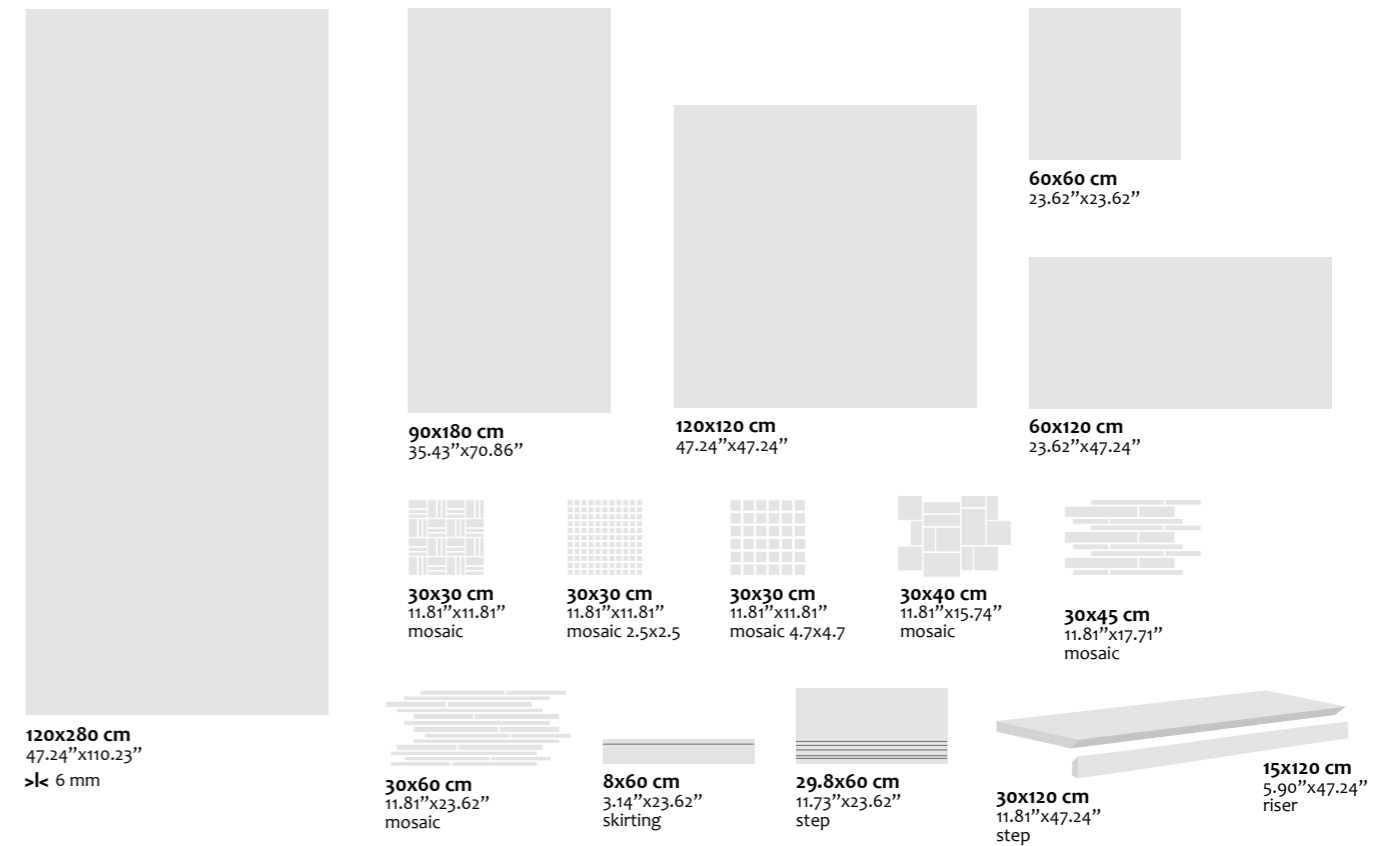 60x60 cm
23.62”x23.62”
90x180 cm
35.43”x70.86”
120x120 cm
47.24”x47.24”
60x120 cm
23.62”x47.24”
30x30 cm
11.81”x11.81”
mosaic
30x30 cm
11.81”x11.81”
mosaic 2.5x2.5
30x30 cm
11.81”x11.81”
mosaic 4.7x4.7
30x40 cm
11.81”x15.74”
mosaic
30x45 cm
11.81”x17.71”
mosaic
120x280 cm
47.24”x110.23”
6 mm
30x60 cm
11.81”x23.62”
mosaic
8x60 cm
3.14”x23.62”
skirting
29.8x60 cm
11.73”x23.62”
step
30x120 cm
11.81”x47.24”
step
15x120 cm
5.90”x47.24”
riser